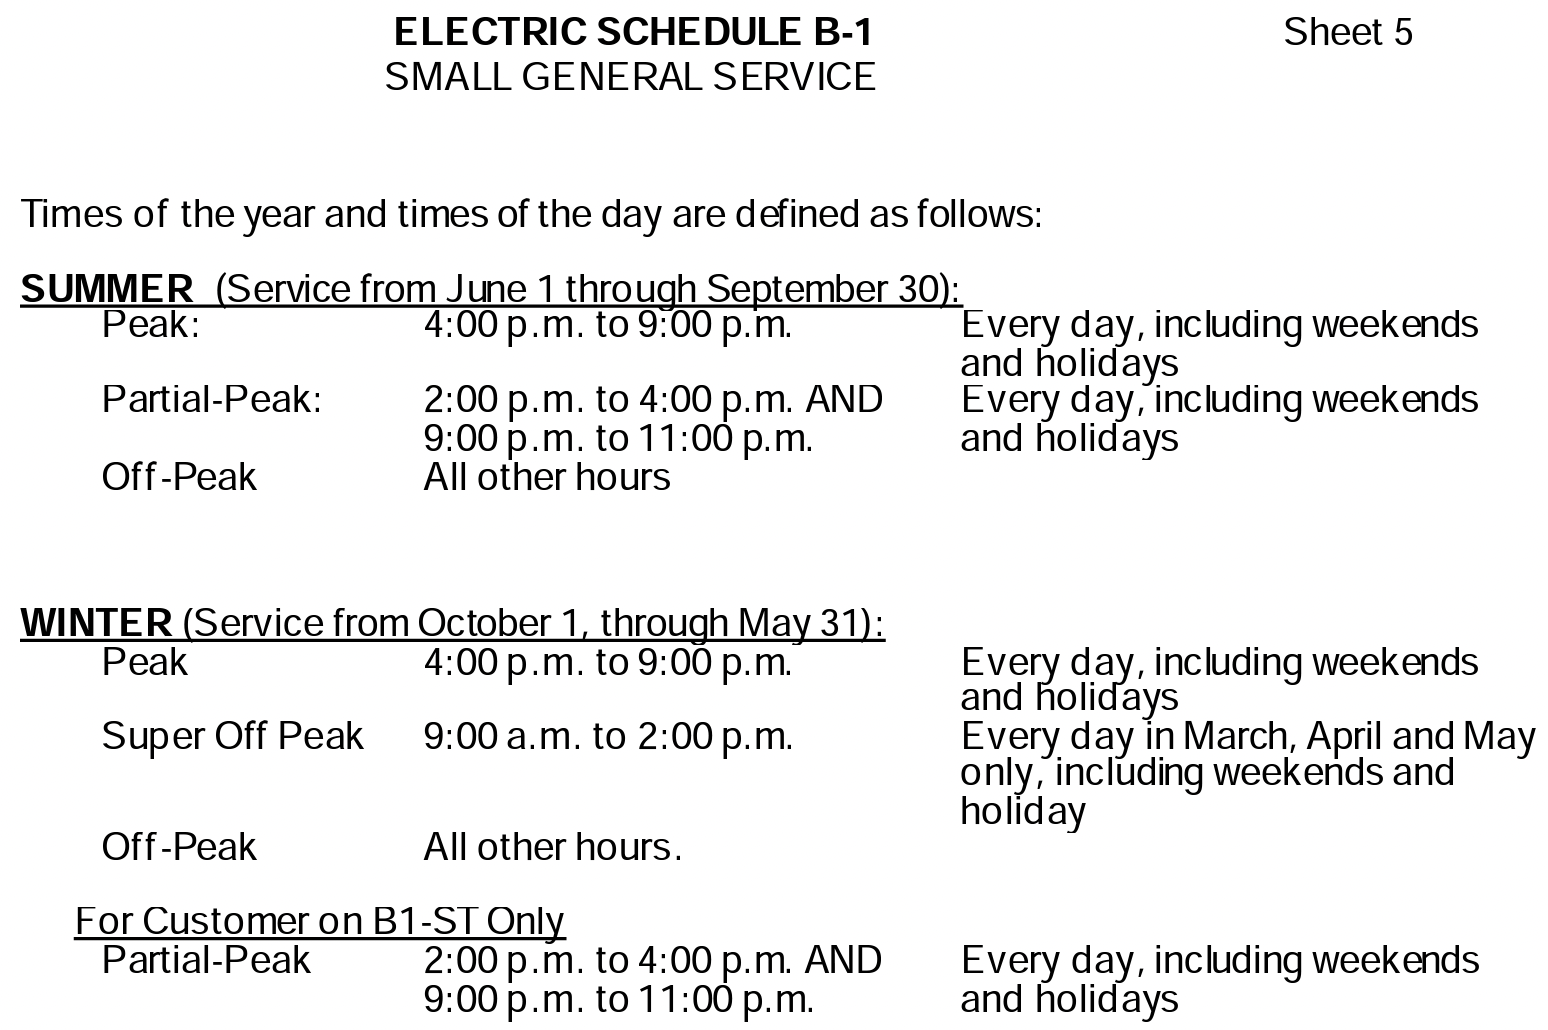 ELECTRIC SCHEDULE B-1 Sheet 5
SMALL GENERAL SERVICE
Times of the year and times of the day are defined as follows:
SUMMER (Service from June 1 through September 30):
Peak: 4:00 p.m. to 9:00 p.m. Every day, including weekends
and holidays
Partial-Peak: 2:00 p.m. to 4:00 p.m. AND Every day, including weekends
9:00 p.m. to 11:00 p.m. and holidays
Off-Peak All other hours
WINTER (Service from October 1, through May 31):
Peak 4:00 p.m. to 9:00 p.m. Every day, including weekends
and holidays
Super Off Peak 9:00 a.m. to 2:00 p.m. Every day in March, April and May
only, including weekends and
holiday
Off-Peak All other hours.
For Customer on B1-ST Only
Partial-Peak 2:00 p.m. to 4:00 p.m. AND Every day, including weekends
9:00 p.m. to 11:00 p.m. and holidays